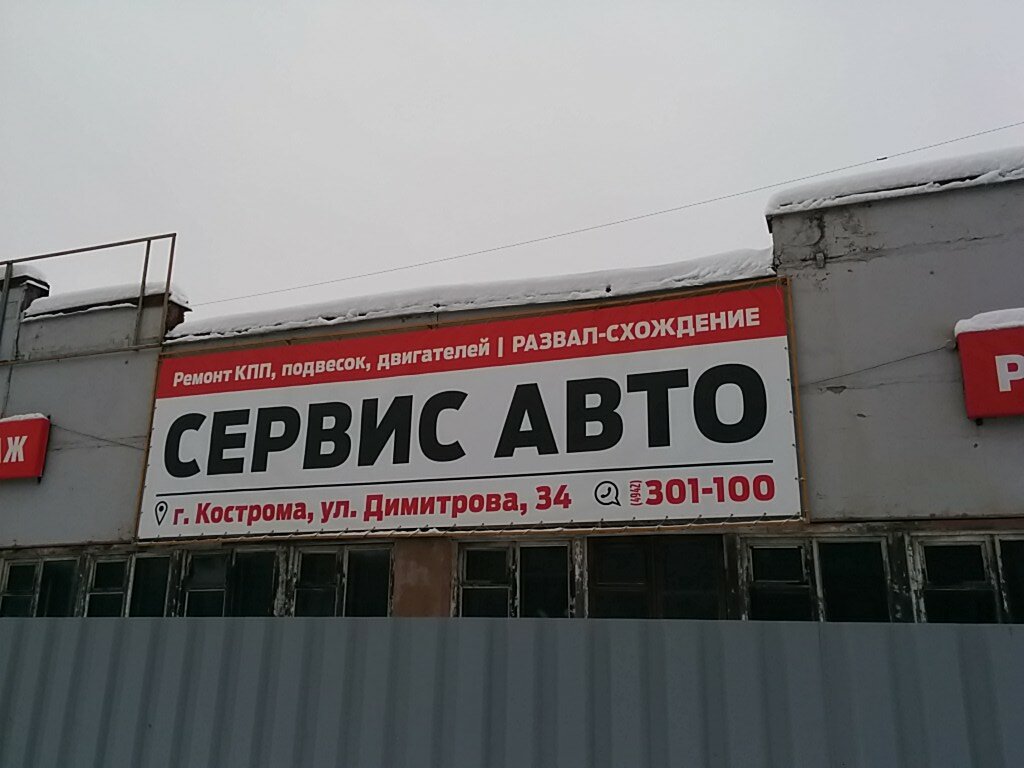 Ремонт КПП, подвесок, двигателей | РАЗВАЛ-СХОЖДЕНИЕ
СЕРВИС АВТО
г. Кострома, ул. Димитрова, 34 (4942) 301-100